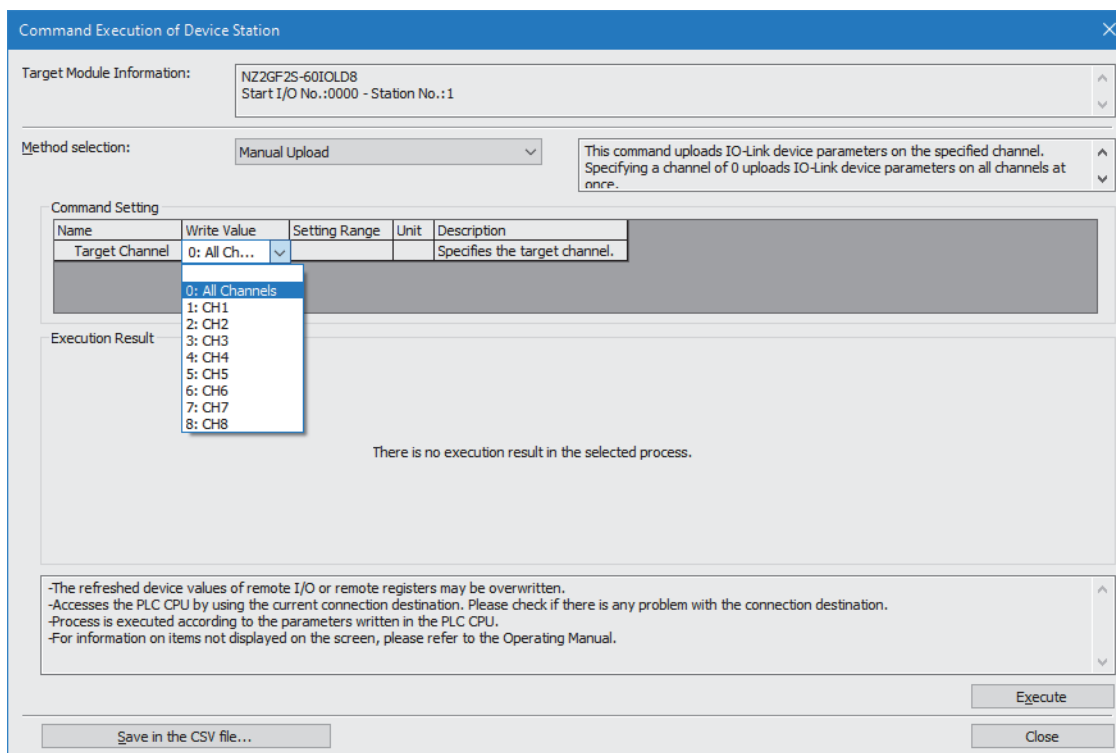 Command Execution of Device Station
Target Module Information:
NZ2GF2S-60IOLD8
Start I/O No.:0000 - Station No.:1
Method selection:
Manual Upload
This command uploads IO-Link device parameters on the specified channel.
Specifying a channel of 0 uploads IO-Link device parameters on all channels at
once.
Command Setting
Name Write Value Setting Range Unit Description
Target Channel 0: All Ch... Specifies the target channel.
0: All Channels
1: CH1
2: CH2
3: CH3
4: CH4
5: CH5
6: CH6
7: CH7
8: CH8
Execution Result
There is no execution result in the selected process.
-The refreshed device values of remote I/O or remote registers may be overwritten.
-Accesses the PLC CPU by using the current connection destination. Please check if there is any problem with the connection destination.
-Process is executed according to the parameters written in the PLC CPU.
-For information on items not displayed on the screen, please refer to the Operating Manual.
Execute
Save in the CSV file...
Close